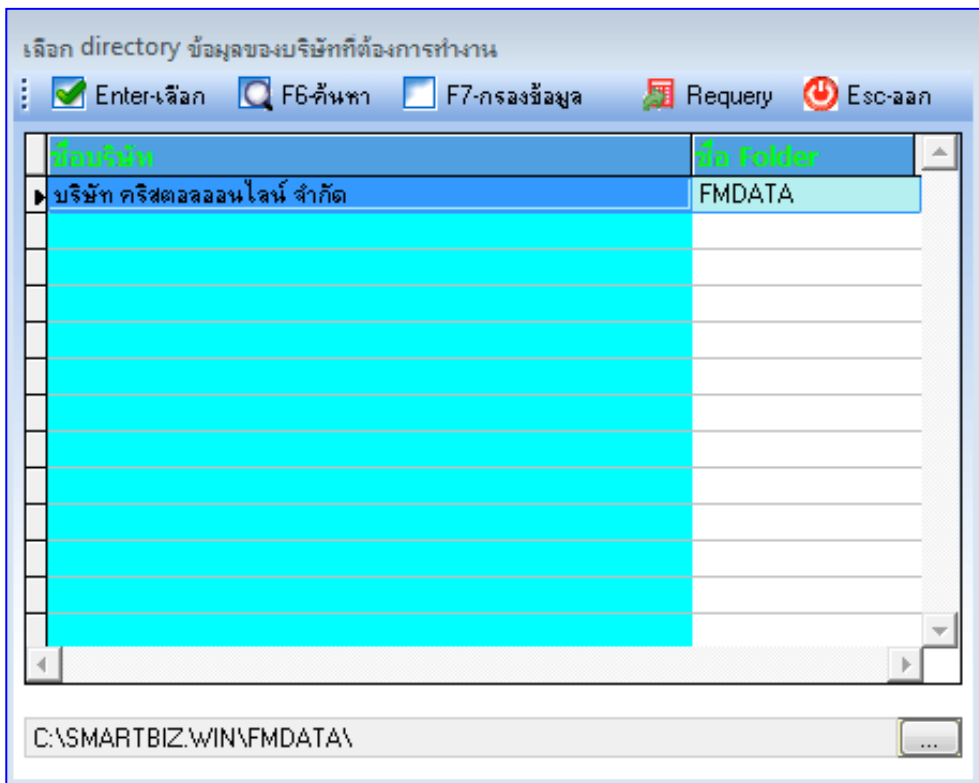 เลือก directory ข้อมูลของบริษัทที่ต้องการทำงาน
Enter-เลือก F6-ค้นหา F7-กรองข้อมูล Requery Esc-ออก
ชื่อบริษัท ชื่อ Folder
บริษัท คริสตอลออนไลน์ จำกัด FMDATA
C:\SMARTBIZ.WIN\FMDATA\ ...